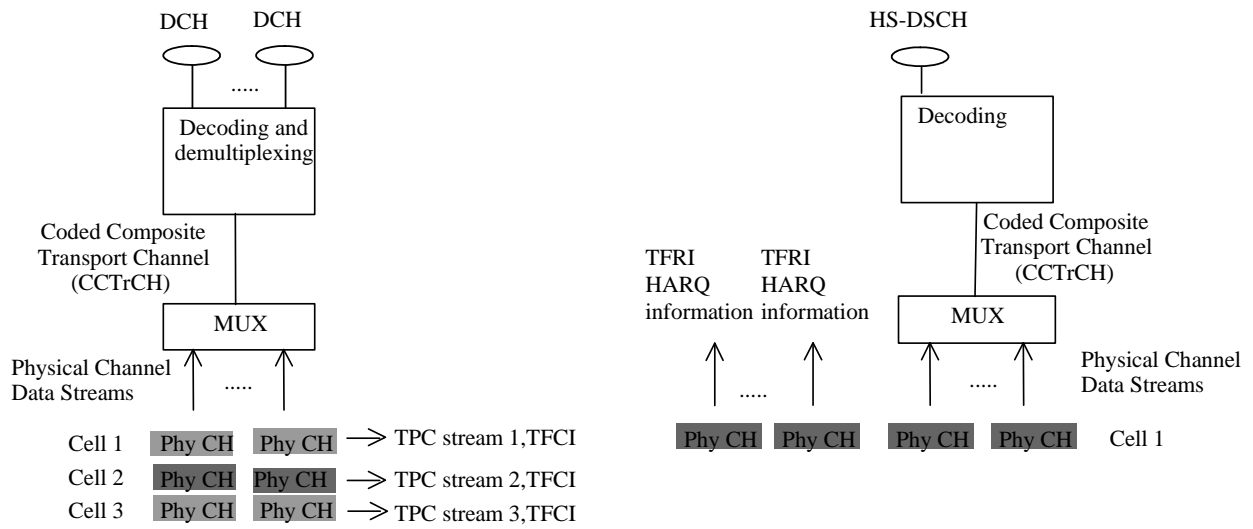 DCH
DCH
.....
Decoding and
demultiplexing
Coded Composite
Transport Channel
(CCTrCH)
MUX
Physical Channel
Data Streams
.....
Cell 1
Phy CH
Phy CH
TPC stream 1,TFCI
Cell 2
Phy CH
Phy CH
TPC stream 2,TFCI
Cell 3
Phy CH
Phy CH
TPC stream 3,TFCI
HS-DSCH
Decoding
Coded Composite
Transport Channel
(CCTrCH)
TFRI
HARQ
information
TFRI
HARQ
information
MUX
Physical Channel
Data Streams
.....
.....
Phy CH
Phy CH
Phy CH
Phy CH
Cell 1